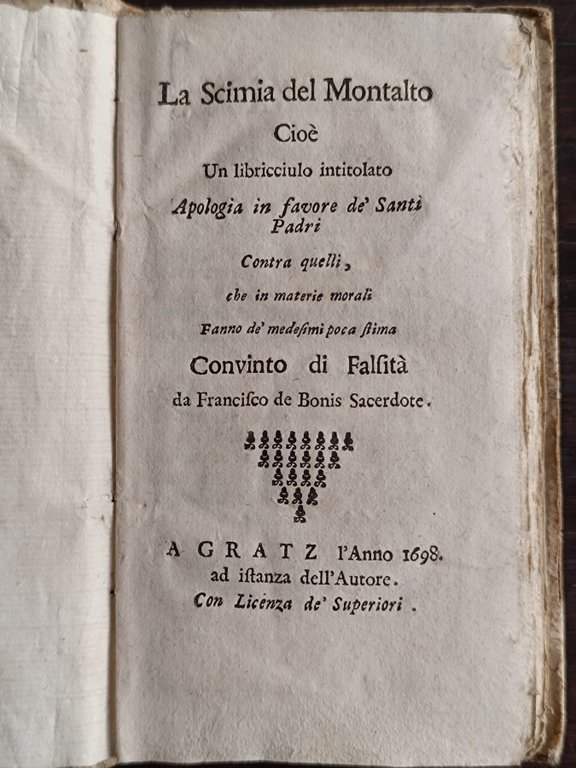 La Scimia del Montalto
Cioè
Un libricciulo intitolato
Apologia in favore de' Santi
Padri
Contra quelli,
che in materie morali
Fanno de' medeſimi poca ſtima
Convinto di Falſità
da Franciſco de Bonis Sacerdote.
A GRATZ l'Anno 1698.
ad iſtanza dell'Autore.
Con Licenza de' Superiori.